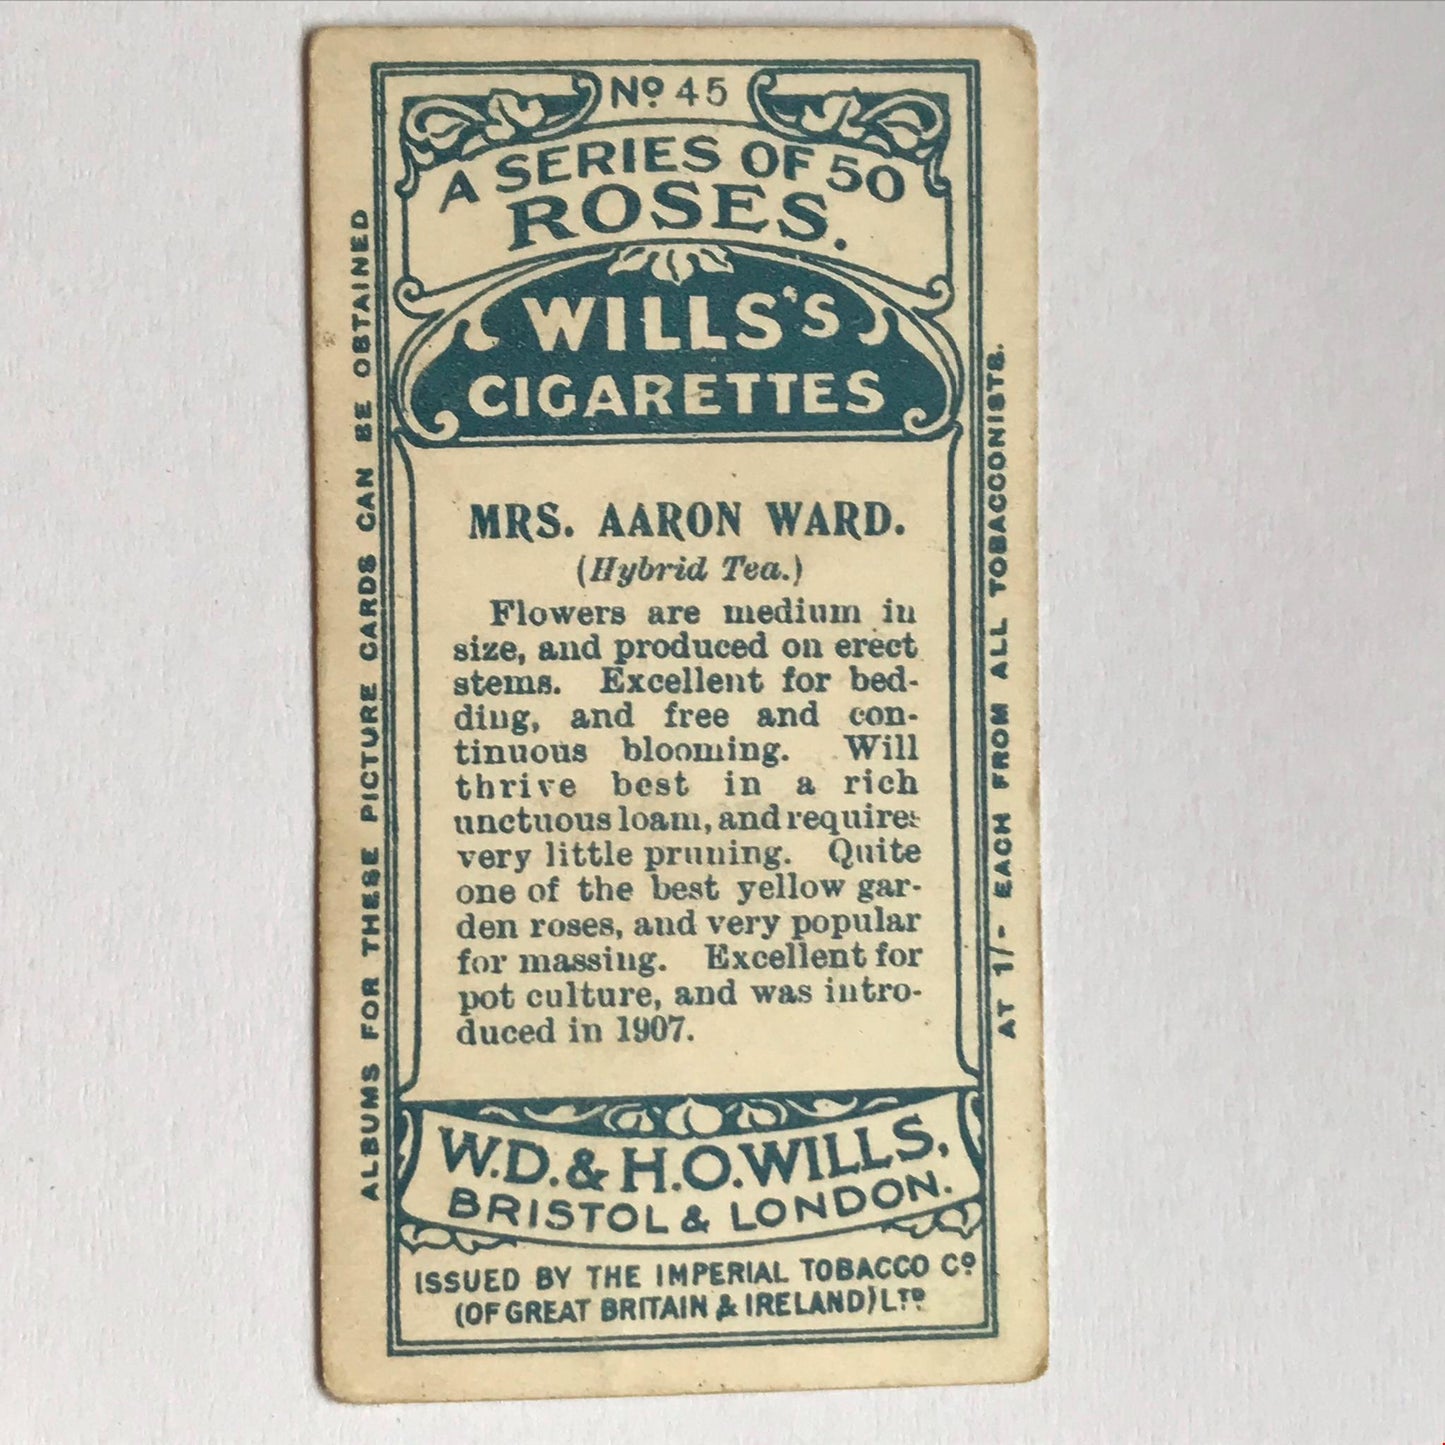 No. 45
A SERIES OF 50
ROSES.
WILLS'S
CIGARETTES
MRS. AARON WARD.
(Hybrid Tea.)
Flowers are medium in
size, and produced on erect
stems. Excellent for bed-
ding, and free and con-
tinuous blooming. Will
thrive best in a rich
unctuous loam, and requires
very little pruning. Quite
one of the best yellow gar-
den roses, and very popular
for massing. Excellent for
pot culture, and was intro-
duced in 1907.
W.D. & H.O. WILLS,
BRISTOL & LONDON.
ISSUED BY THE IMPERIAL TOBACCO Co.
(OF GREAT BRITAIN & IRELAND) LTD.
ALBUMS FOR THESE PICTURE CARDS CAN BE OBTAINED
AT 1/- EACH FROM ALL TOBACCONISTS.